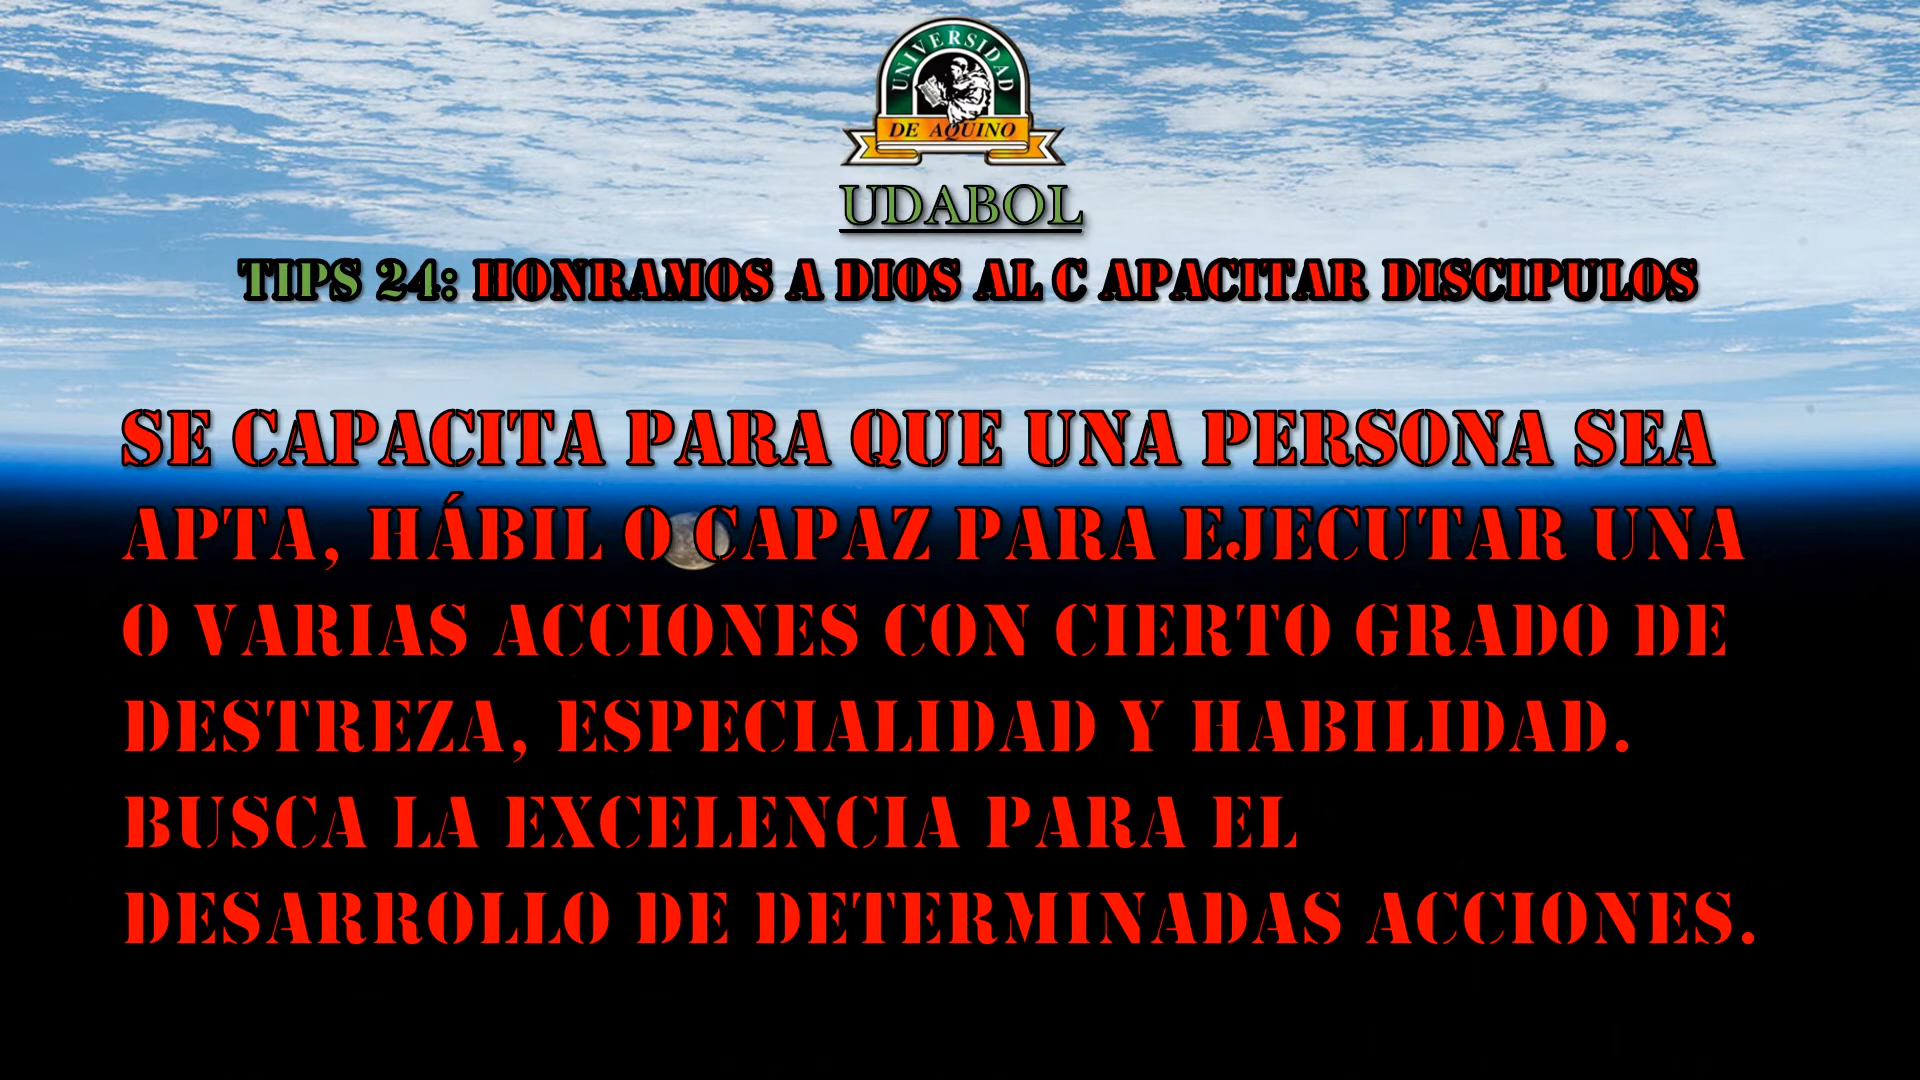 UNIVERSIDAD
DE AQUINO
UDABOL
TIPS 24: HONRAMOS A DIOS AL C APACITAR DISCIPULOS
SE CAPACITA PARA QUE UNA PERSONA SEA
APTA, HÁBIL O CAPAZ PARA EJECUTAR UNA
O VARIAS ACCIONES CON CIERTO GRADO DE
DESTREZA, ESPECIALIDAD Y HABILIDAD.
BUSCA LA EXCELENCIA PARA EL
DESARROLLO DE DETERMINADAS ACCIONES.